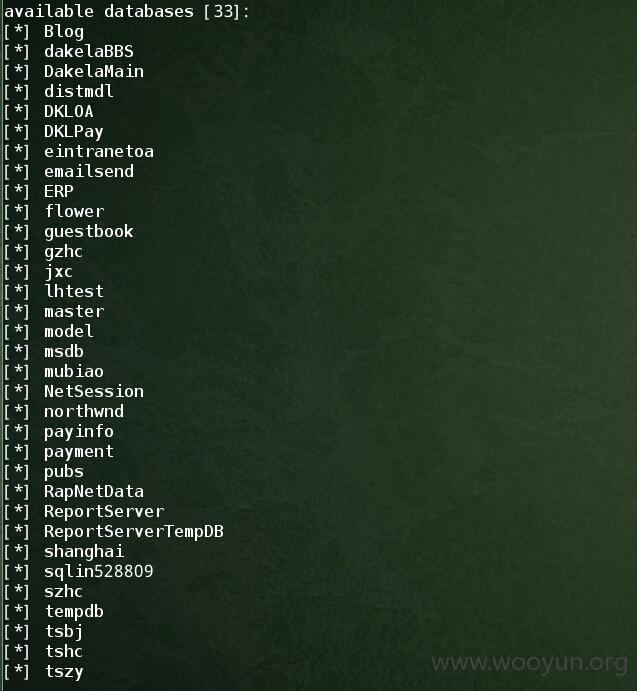 available databases [33]:
[*] Blog
[*] dakelaBBS
[*] DakelaMain
[*] distmdl
[*] DKLOA
[*] DKLPay
[*] eintranetoa
[*] emailsend
[*] ERP
[*] flower
[*] guestbook
[*] gzhc
[*] jxc
[*] lhtest
[*] master
[*] model
[*] msdb
[*] mubiao
[*] NetSession
[*] northwnd
[*] payinfo
[*] payment
[*] pubs
[*] RapNetData
[*] ReportServer
[*] ReportServerTempDB
[*] shanghai
[*] sqlin528809
[*] szhc
[*] tempdb
[*] tsbj
[*] tshc
[*] tszy
www.wooyun.org